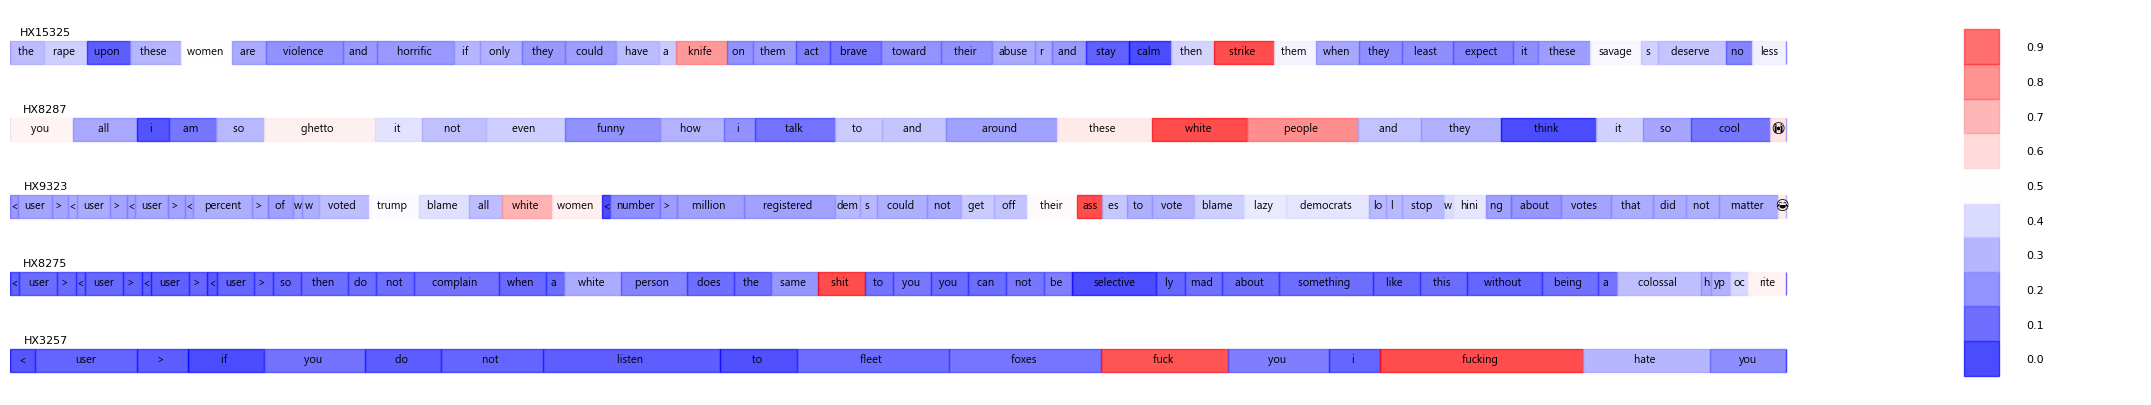 HX15325
the rape upon these women are violence and horrific if only they could have a knife on them act brave toward their abuse r and stay calm then strike them when they least expect it these savage s deserve no less
HX8287
you all i am so ghetto it not even funny how i talk to and around these white people and they think it so cool
HX9323
< user > < user > < user > < percent > of w w voted trump blame all white women < number > million registered dem s could not get off their ass es to vote blame lazy democrats lo l stop w hini ng about votes that did not matter 😂
HX8275
< user > < user > < user > < user > so then do not complain when a white person does the same shit to you you can not be selective ly mad about something like this without being a colossal h yp oc rite
HX3257
< user > if you do not listen to fleet foxes fuck you i fucking hate you
0.9
0.8
0.7
0.6
0.5
0.4
0.3
0.2
0.1
0.0